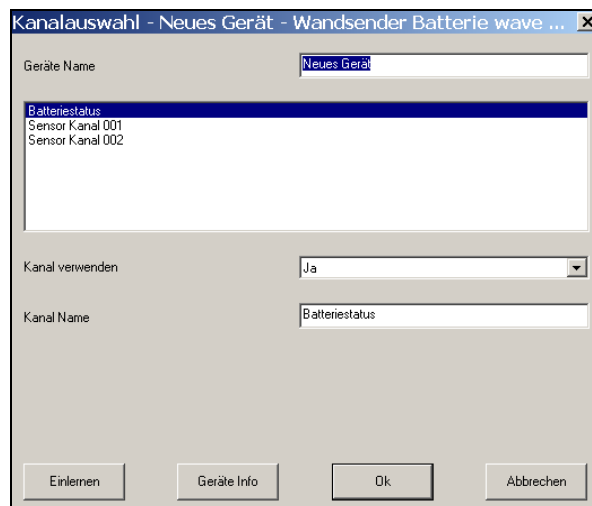 Kanalauswahl - Neues Gerät - Wandsender Batterie wave ...
Geräte Name
Neues Gerät
Batteriestatus
Sensor Kanal 001
Sensor Kanal 002
Kanal verwenden
Ja
Kanal Name
Batteriestatus
Einlernen
Geräte Info
Ok
Abbrechen